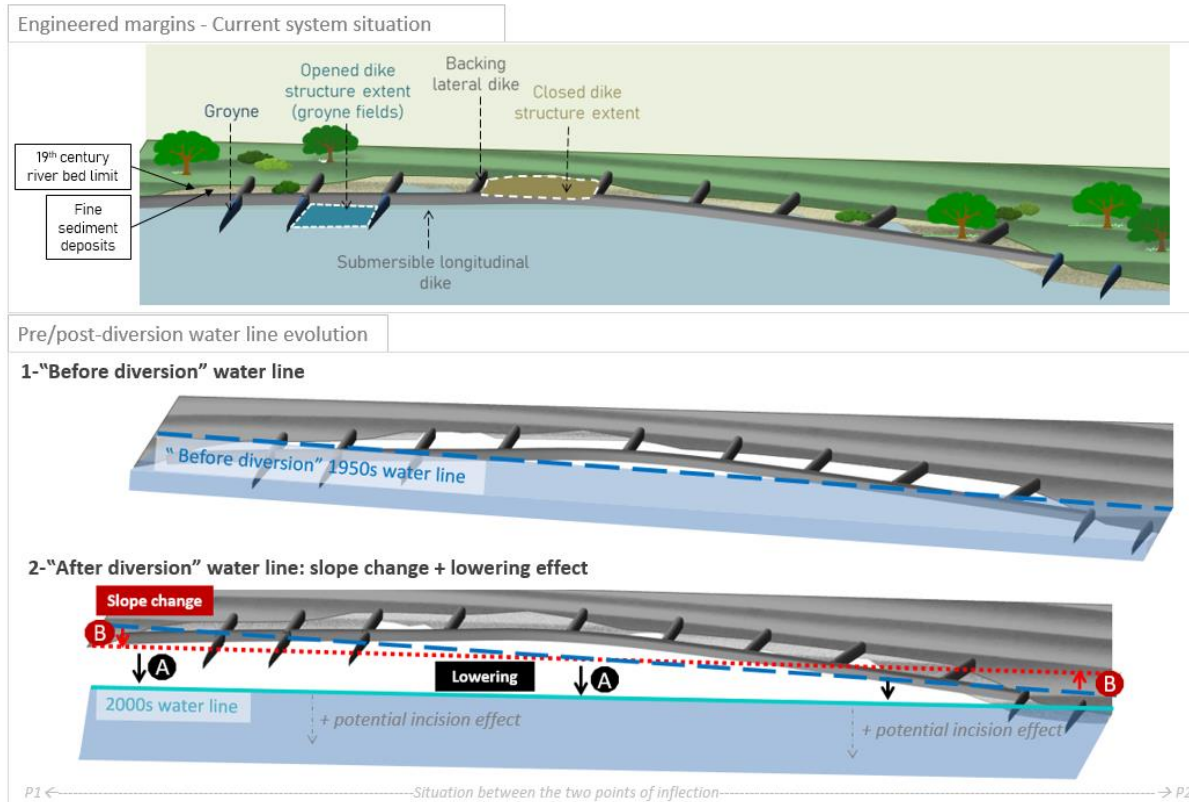 Engineered margins - Current system situation
Groyne
Opened dike
structure extent
(groyne fields)
Backing
lateral dike
Closed dike
structure extent
19th century
river bed limit
Fine
sediment
deposits
Submersible longitudinal
dike
Pre/post-diversion water line evolution
1-"Before diversion" water line
" Before diversion" 1950s water line
2-"After diversion" water line: slope change + lowering effect
Slope change
B
A
Lowering
A
B
2000s water line
+ potential incision effect
+ potential incision effect
P1 <-----Situation between the two points of inflection-----> P2